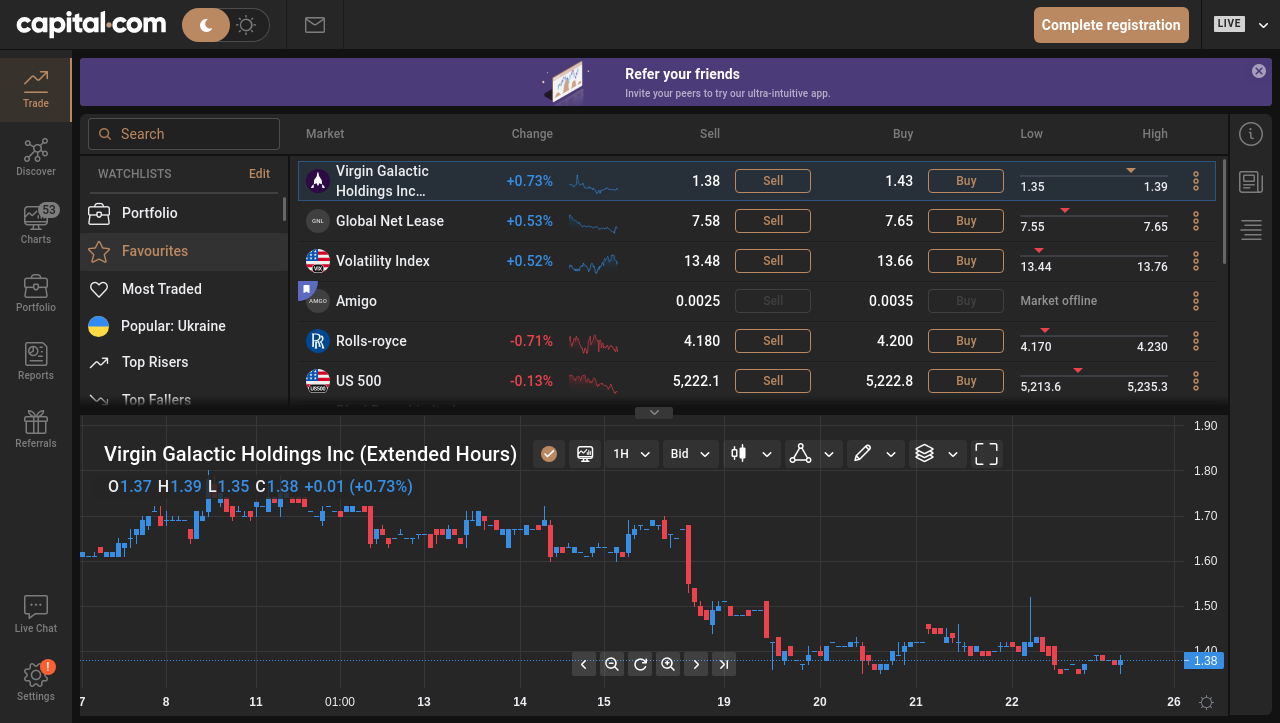 capital.com
Complete registration
LIVE
Trade
Discover
53
Charts
Portfolio
Reports
Referrals
Live Chat
!
Settings
Refer your friends
Invite your peers to try our ultra-intuitive app.
Search
WATCHLISTS
Edit
Portfolio
Favourites
Most Traded
Popular: Ukraine
Top Risers
Top Fallers
Market Change Sell Buy Low High
Virgin Galactic
Holdings Inc...
+0.73% 1.38 Sell 1.43 Buy 1.35 1.39
GNL Global Net Lease +0.53% 7.58 Sell 7.65 Buy 7.55 7.65
VIX Volatility Index +0.52% 13.48 Sell 13.66 Buy 13.44 13.76
AMGO Amigo 0.0025 Sell 0.0035 Buy Market offline
Rolls-royce -0.71% 4.180 Sell 4.200 Buy 4.170 4.230
US500 US 500 -0.13% 5,222.1 Sell 5,222.8 Buy 5,213.6 5,235.3
Virgin Galactic Holdings Inc (Extended Hours) 1H Bid
O1.37 H1.39 L1.35 C1.38 +0.01 (+0.73%)
1.90
1.80
1.70
1.60
1.50
1.40
1.38
7 8 11 01:00 13 14 15 19 20 21 22 26